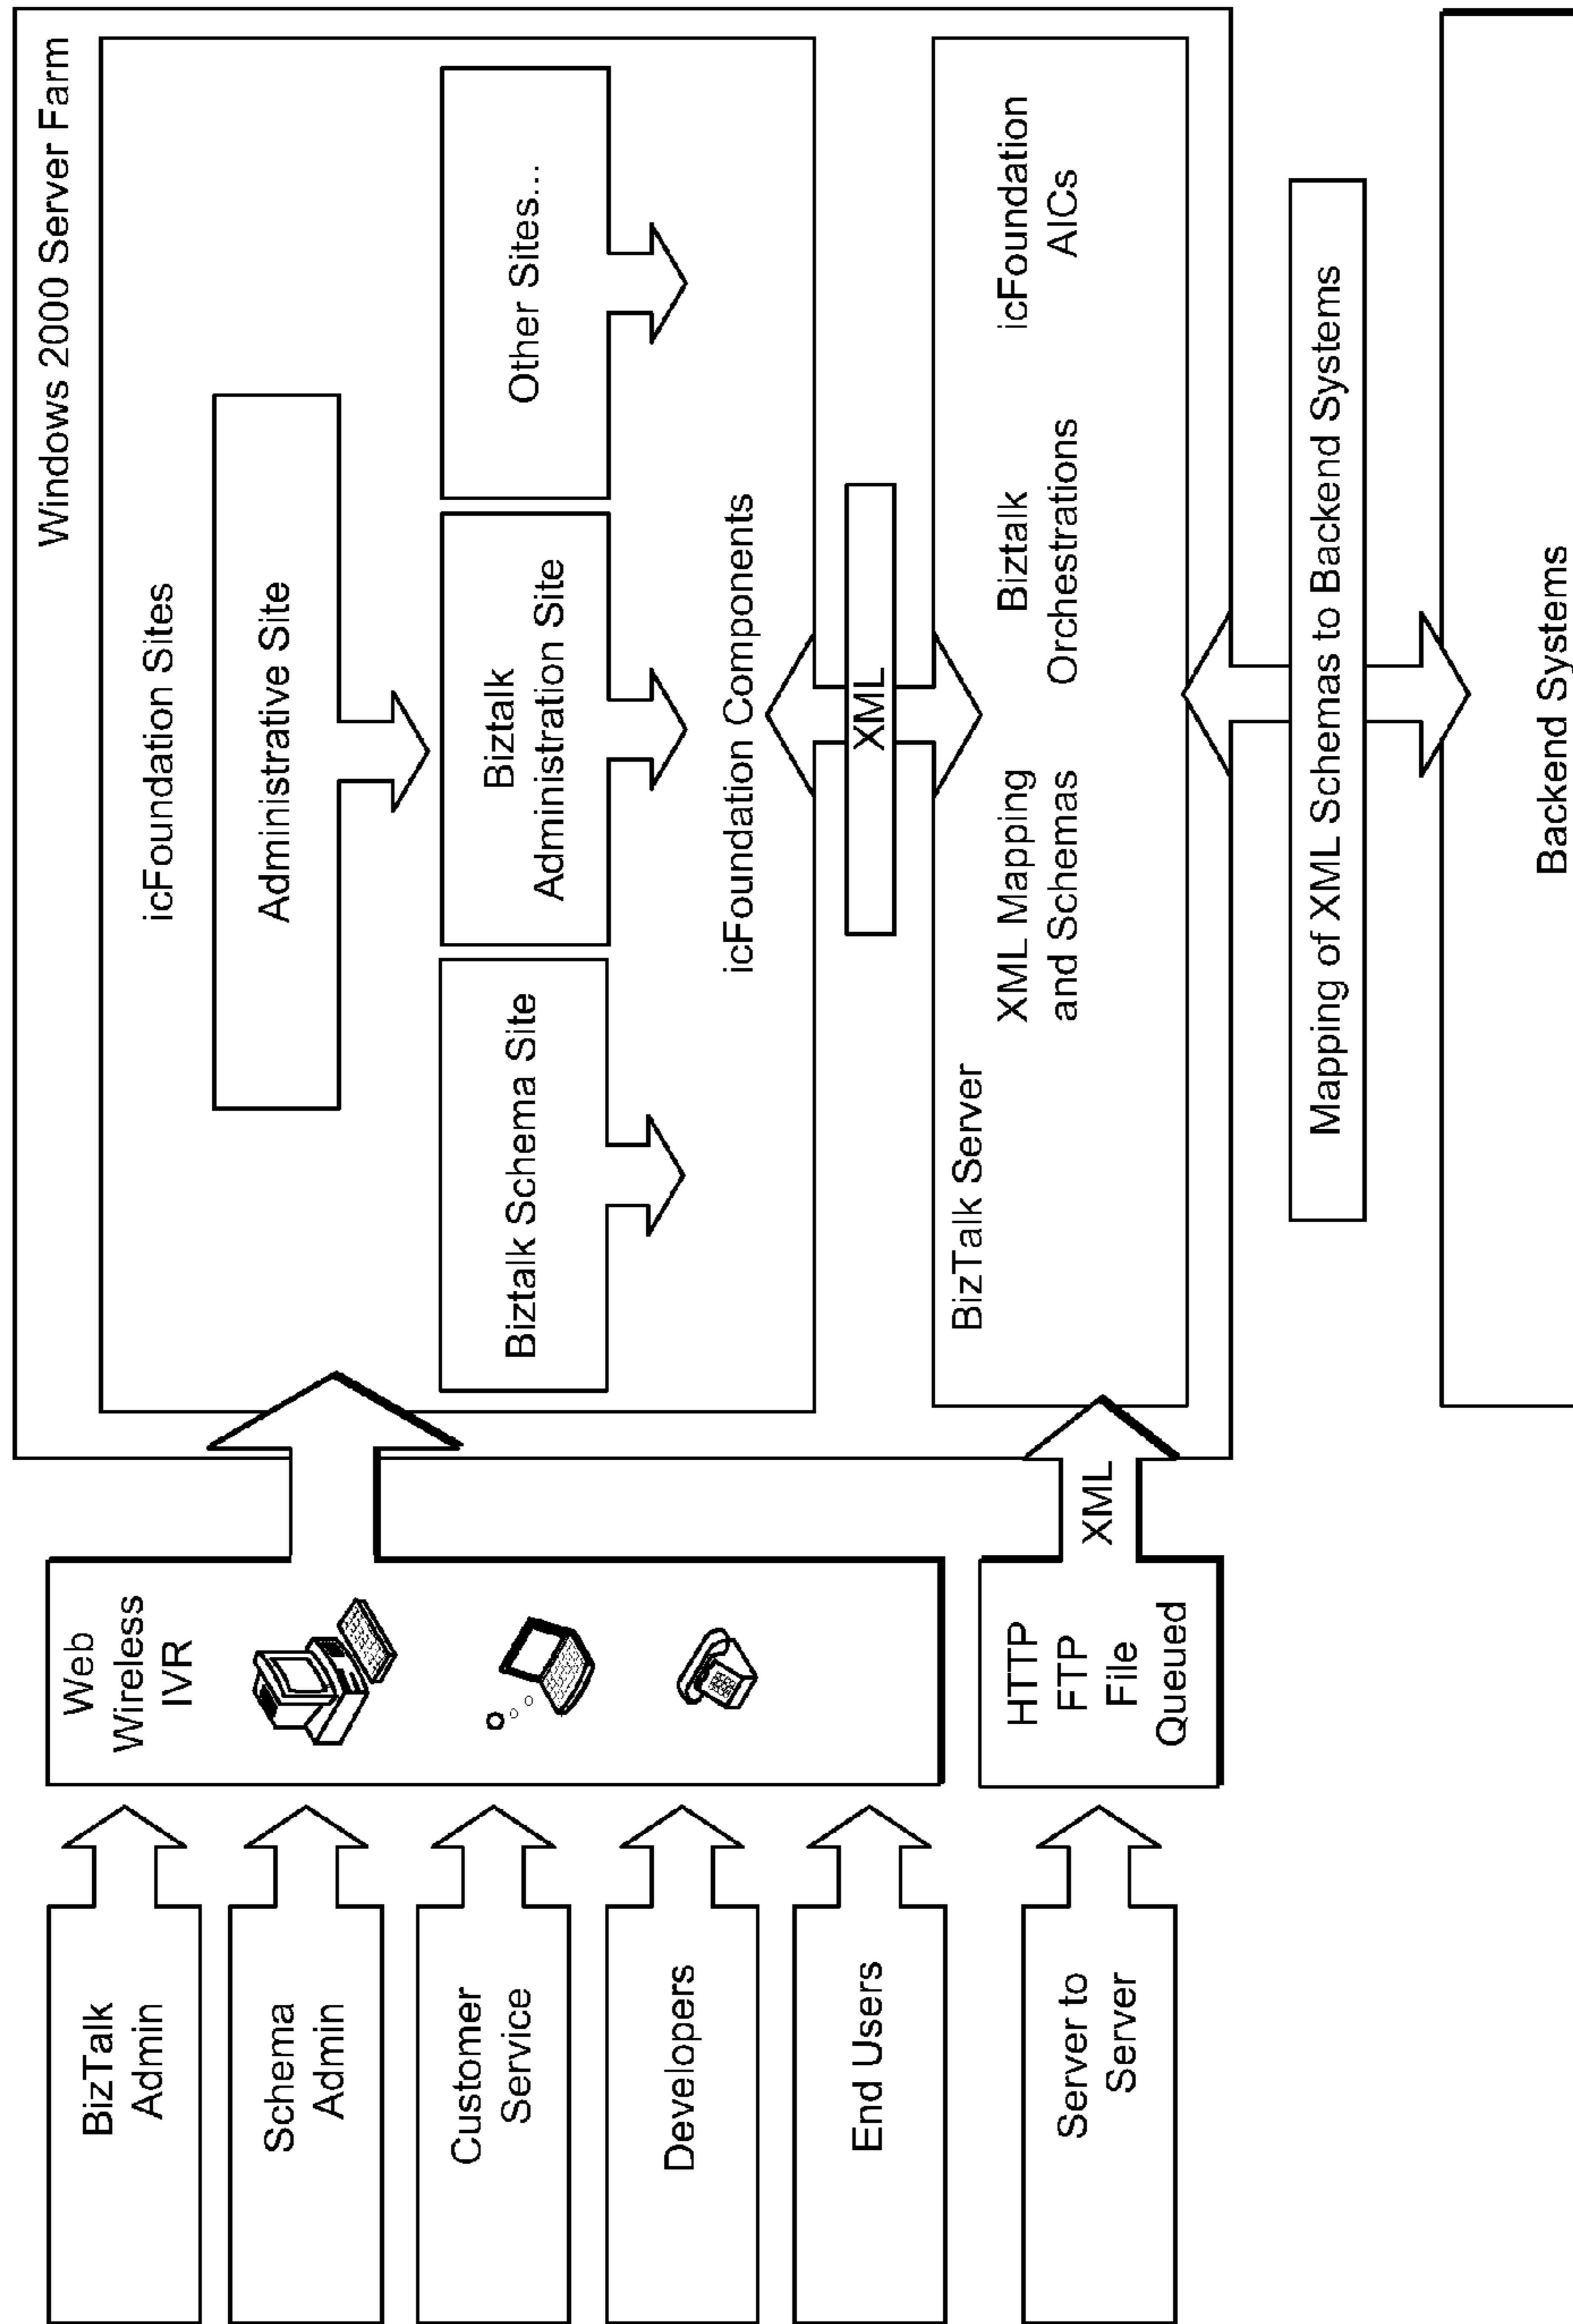 BizTalk
Admin
Schema
Admin
Customer
Service
Developers
End Users
Server to
Server
Web
Wireless
IVR
HTTP
FTP
File
Queued
XML
Windows 2000 Server Farm
icFoundation Sites
Administrative Site
Biztalk Schema Site
Biztalk
Administration Site
Other Sites...
icFoundation Components
XML
BizTalk Server
XML Mapping
and Schemas
Biztalk
Orchestrations
icFoundation
AICs
Mapping of XML Schemas to Backend Systems
Backend Systems